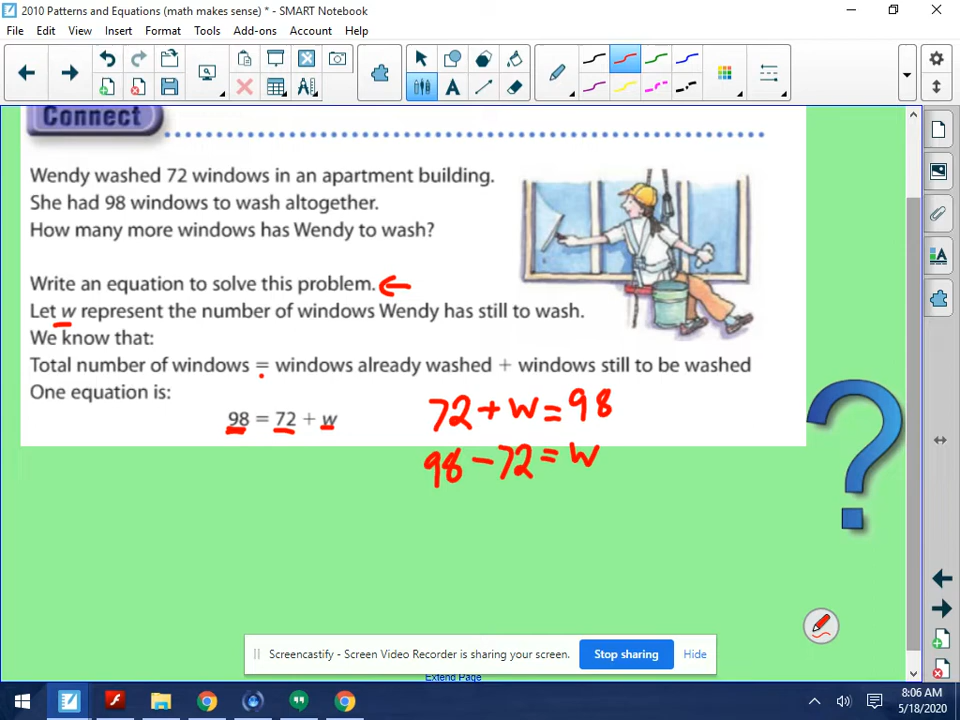 2010 Patterns and Equations (math makes sense) * - SMART Notebook
File Edit View Insert Format Tools Add-ons Account Help
Connect
Wendy washed 72 windows in an apartment building.
She had 98 windows to wash altogether.
How many more windows has Wendy to wash?
Write an equation to solve this problem.
Let w represent the number of windows Wendy has still to wash.
We know that:
Total number of windows = windows already washed + windows still to be washed
One equation is:
98 = 72 + w
72 + w = 98
98 - 72 = w
?
Screencastify - Screen Video Recorder is sharing your screen. Stop sharing Hide
Extend Page
8:06 AM
5/18/2020